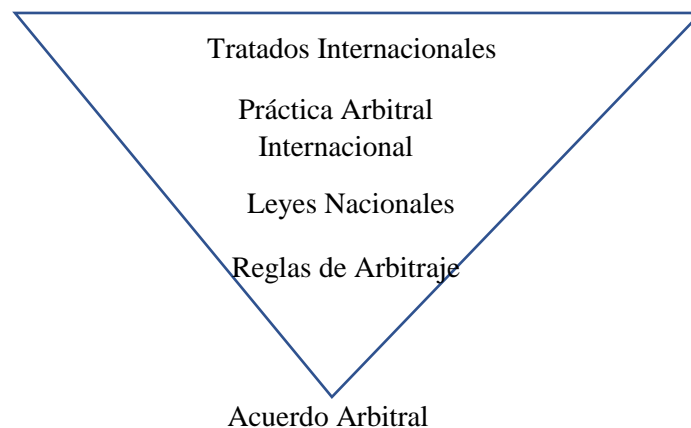 Tratados Internacionales
Práctica Arbitral
Internacional
Leyes Nacionales
Reglas de Arbitraje
Acuerdo Arbitral